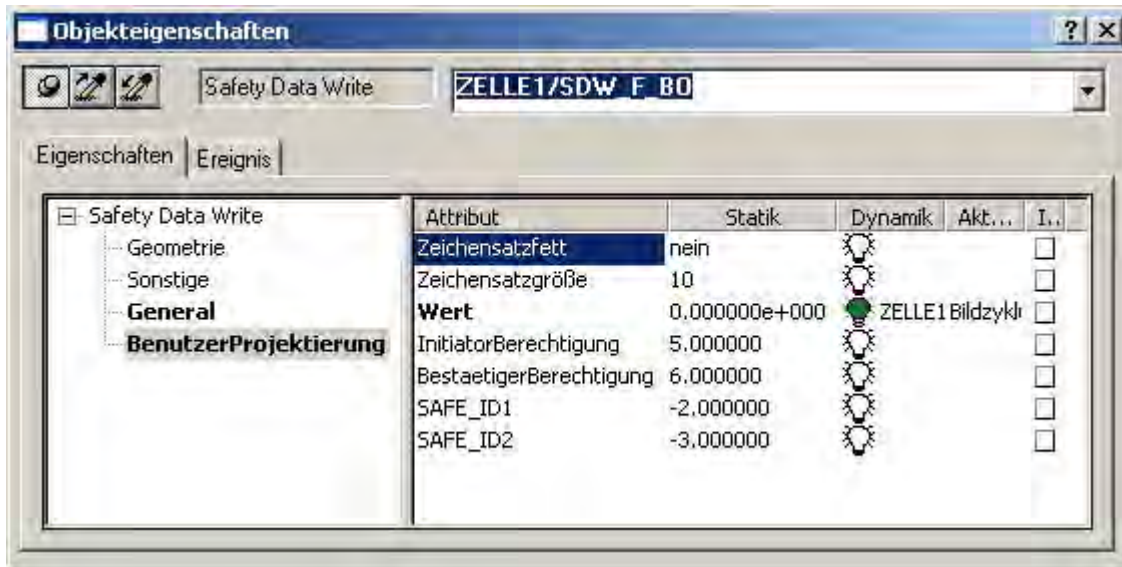 Objekteigenschaften
Safety Data Write ZELLE1/SDW_F_BO
Eigenschaften Ereignis
Safety Data Write
Geometrie
Sonstige
General
BenutzerProjektierung
Attribut Statik Dynamik Akt... I..
Zeichensatzfett nein
Zeichensatzgröße 10
Wert 0.000000e+000 ZELLE1 Bildzykl
InitiatorBerechtigung 5.000000
BestaetigerBerechtigung 6.000000
SAFE_ID1 -2.000000
SAFE_ID2 -3.000000